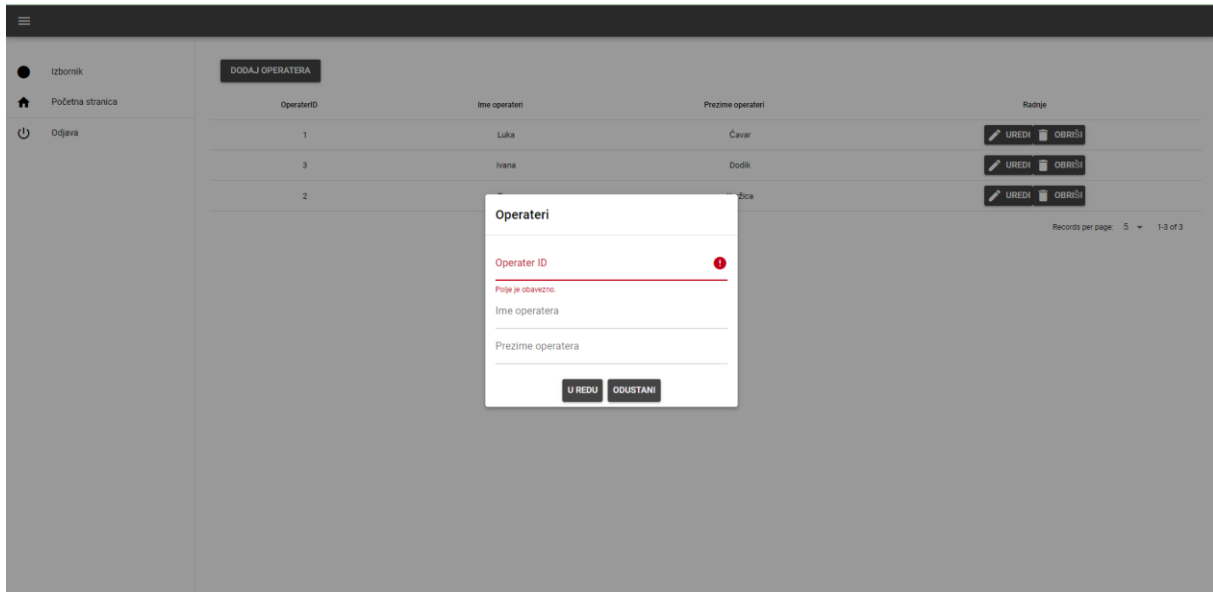 Izbornik
Početna stranica
Odjava
DODAJ OPERATERA
OperaterID Ime operateri Prezime operateri Radnje
1 Luka Čavar UREDI OBRIŠI
3 Ivana Dodik UREDI OBRIŠI
2 UREDI OBRIŠI
Records per page: 5 1-3 of 3
Operateri
Operater ID
Polje je obavezno.
Ime operatera
Prezime operatera
U REDU ODUSTANI